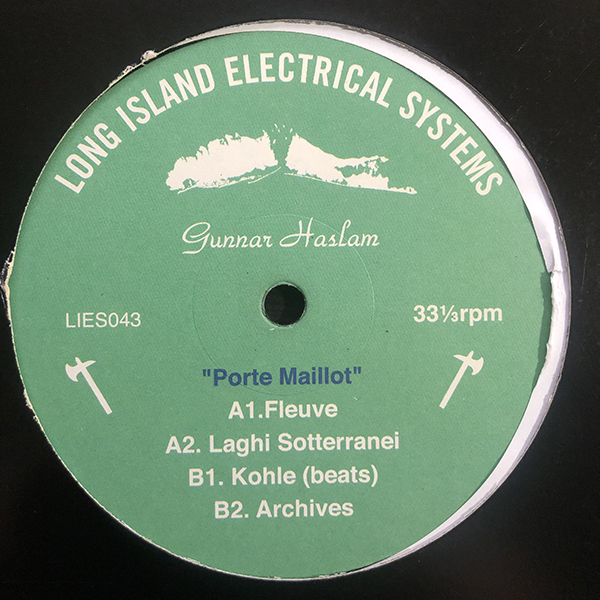 LONG ISLAND ELECTRICAL SYSTEMS
Gunnar Haslam
LIES043
33⅓rpm
"Porte Maillot"
A1.Fleuve
A2. Laghi Sotterranei
B1. Kohle (beats)
B2. Archives